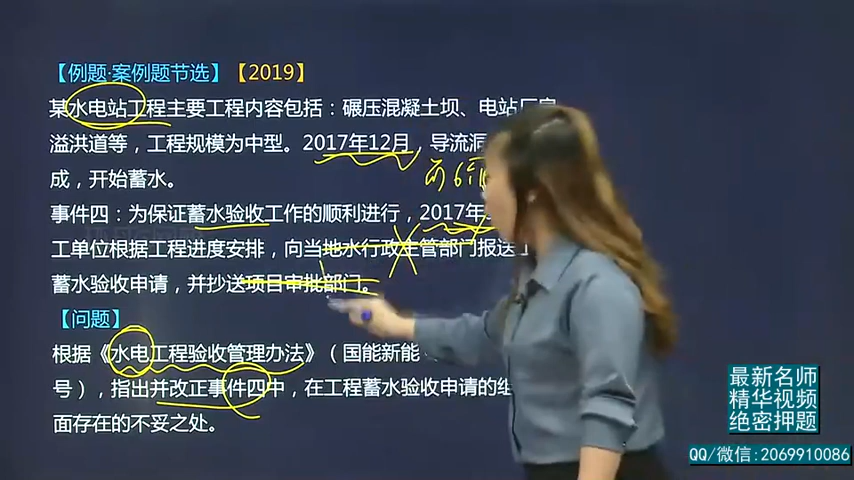 【例题·案例题节选】【2019】
某水电站工程主要工程内容包括：碾压混凝土坝、电站厂房
溢洪道等，工程规模为中型。2017年12月，导流洞
前6个
成，开始蓄水。
事件四：为保证蓄水验收工作的顺利进行，2017年
工单位根据工程进度安排，向当地水行政主管部门报送工
蓄水验收申请，并抄送项目审批部门。
【问题】
根据《水电工程验收管理办法》（国能新能
号），指出并改正事件四中，在工程蓄水验收申请的组
面存在的不妥之处。
最新名师
精华视频
绝密押题
QQ/微信:2069910086